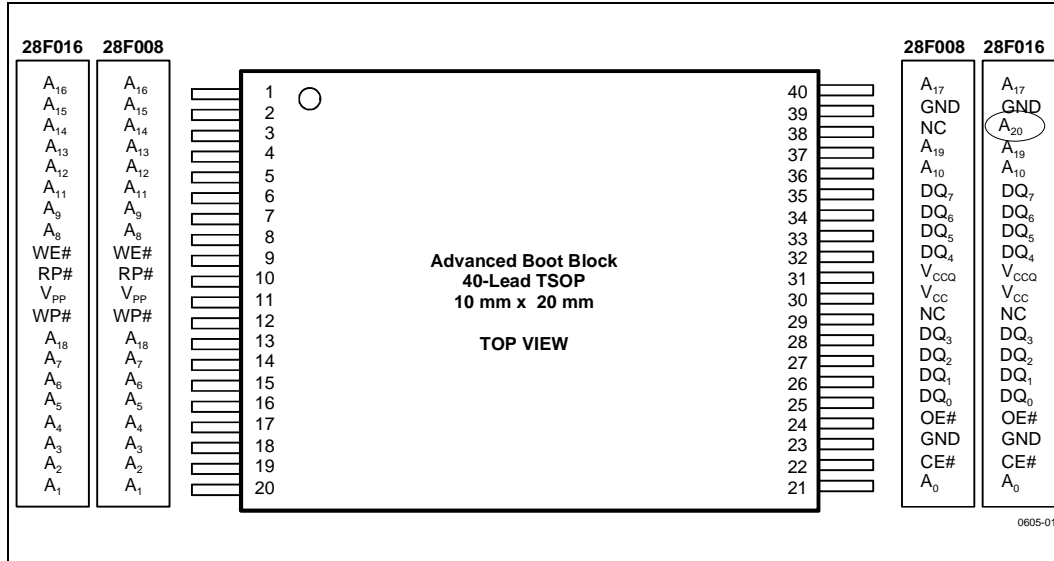 28F016 28F008 28F008 28F016
A16 A16 1 40 A17 A17
A15 A15 2 39 GND GND
A14 A14 3 38 NC A20
A13 A13 4 37 A19 A19
A12 A12 5 36 A10 A10
A11 A11 6 35 DQ7 DQ7
A9 A9 7 34 DQ6 DQ6
A8 A8 8 33 DQ5 DQ5
WE# WE# 9 32 DQ4 DQ4
RP# RP# 10 31 VCCQ VCCQ
VPP VPP 11 30 VCC VCC
WP# WP# 12 29 NC NC
A18 A18 13 28 DQ3 DQ3
A7 A7 14 27 DQ2 DQ2
A6 A6 15 26 DQ1 DQ1
A5 A5 16 25 DQ0 DQ0
A4 A4 17 24 OE# OE#
A3 A3 18 23 GND GND
A2 A2 19 22 CE# CE#
A1 A1 20 21 A0 A0
Advanced Boot Block
40-Lead TSOP
10 mm x 20 mm
TOP VIEW
0605-01